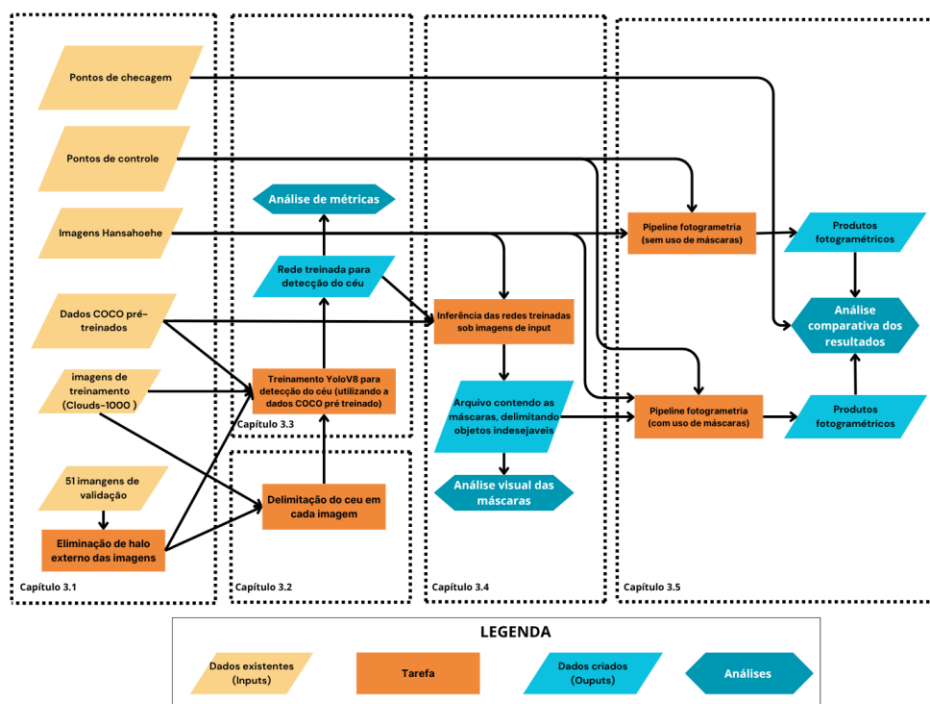 Pontos de checagem
Pontos de controle
Imagens Hansahoehe
Dados COCO pré-
treinados
imagens de
treinamento
(Clouds-1000 )
51 imangens de
validação
Eliminação de halo
externo das imagens
Capítulo 3.1
Análise de métricas
Rede treinada para
detecção do céu
Treinamento YoloV8 para
detecção do céu (utilizando a
dados COCO pré treinado)
Capítulo 3.3
Delimitação do ceu em
cada imagem
Capítulo 3.2
Inferência das redes treinadas
sob imagens de input
Arquivo contendo as
máscaras, delimitando
objetos indesejaveis
Análise visual das
máscaras
Capítulo 3.4
Pipeline fotogrametria
(sem uso de máscaras)
Produtos
fotogramétricos
Análise
comparativa dos
resultados
Pipeline fotogrametria
(com uso de máscaras)
Produtos
fotogramétricos
Capítulo 3.5
LEGENDA
Dados existentes
(Inputs)
Tarefa
Dados criados
(Ouputs)
Análises